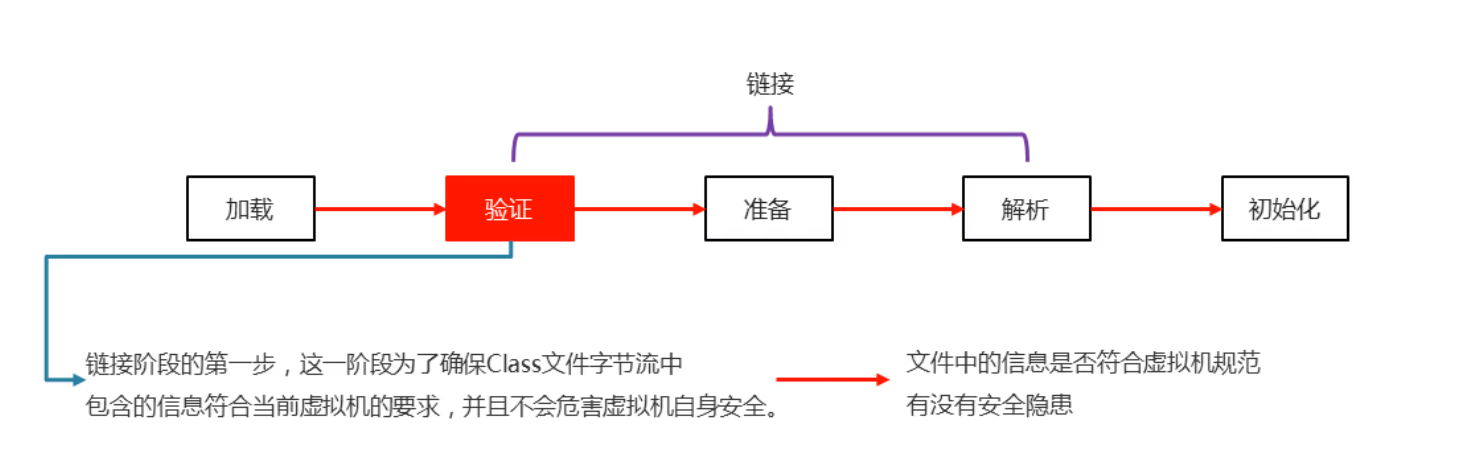 链接
加载
验证
准备
解析
初始化
链接阶段的第一步，这一阶段为了确保Class文件字节流中
包含的信息符合当前虚拟机的要求，并且不会危害虚拟机自身安全。
文件中的信息是否符合虚拟机规范
有没有安全隐患